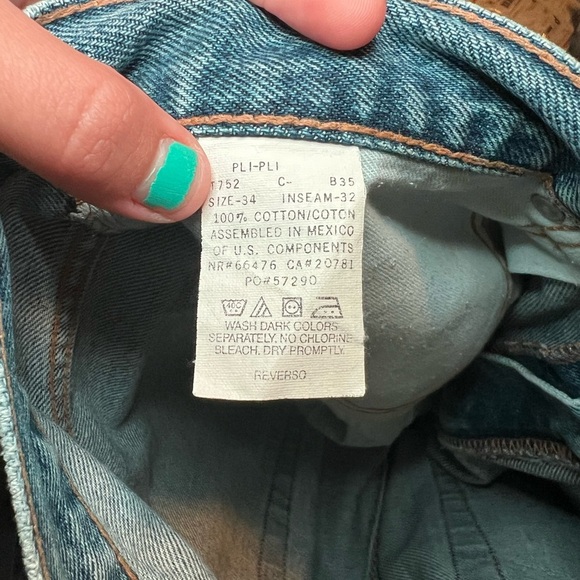 PLI-PLI
T752 C- B35
SIZE-34 INSEAM-32
100% COTTON/COTON
ASSEMBLED IN MEXICO
OF U.S. COMPONENTS
NR#66476 CA#20781
PO#57290
40C
WASH DARK COLORS
SEPARATELY. NO CHLORINE
BLEACH. DRY PROMPTLY.
REVERSO